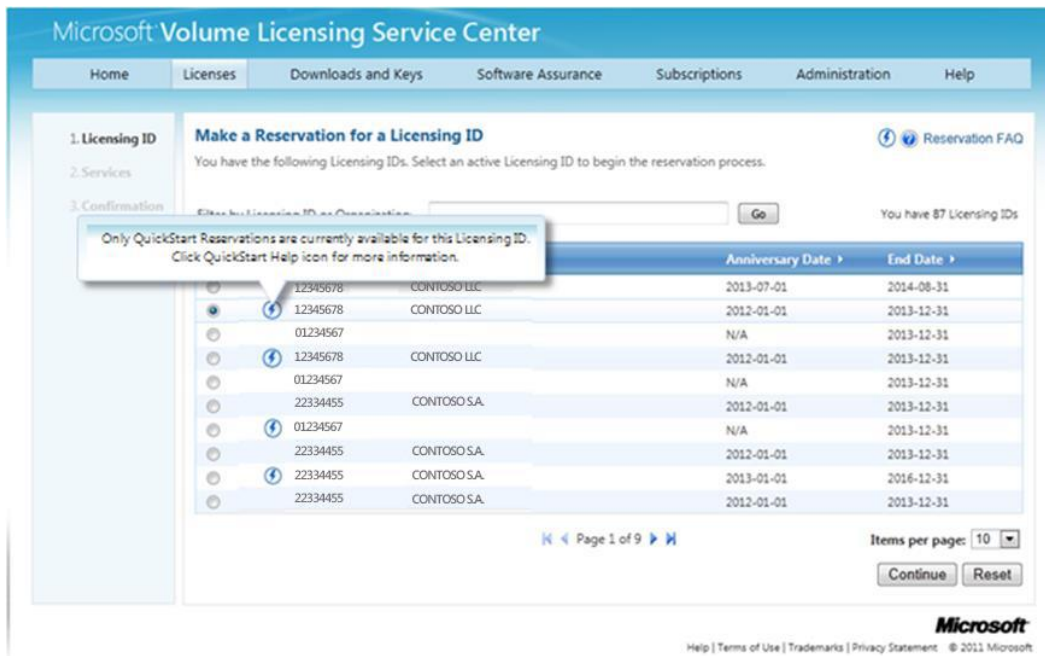 Microsoft Volume Licensing Service Center
Home Licenses Downloads and Keys Software Assurance Subscriptions Administration Help
1. Licensing ID
2. Services
3. Confirmation
Make a Reservation for a Licensing ID
Reservation FAQ
You have the following Licensing IDs. Select an active Licensing ID to begin the reservation process.
Filter by Licensing ID or Organization: Go You have 87 Licensing IDs
Only QuickStart Reservations are currently available for this Licensing ID.
Click QuickStart Help icon for more information.
Anniversary Date End Date
12345678 CONTOSO LLC 2013-07-01 2014-08-31
12345678 CONTOSO LLC 2012-01-01 2013-12-31
01234567 N/A 2013-12-31
12345678 CONTOSO LLC 2012-01-01 2013-12-31
01234567 N/A 2013-12-31
22334455 CONTOSO S.A. 2012-01-01 2013-12-31
01234567 N/A 2013-12-31
22334455 CONTOSO S.A. 2012-01-01 2013-12-31
22334455 CONTOSO S.A. 2013-01-01 2016-12-31
22334455 CONTOSO S.A. 2012-01-01 2013-12-31
Page 1 of 9 Items per page: 10
Continue Reset
Microsoft
Help | Terms of Use | Trademarks | Privacy Statement © 2011 Microsoft